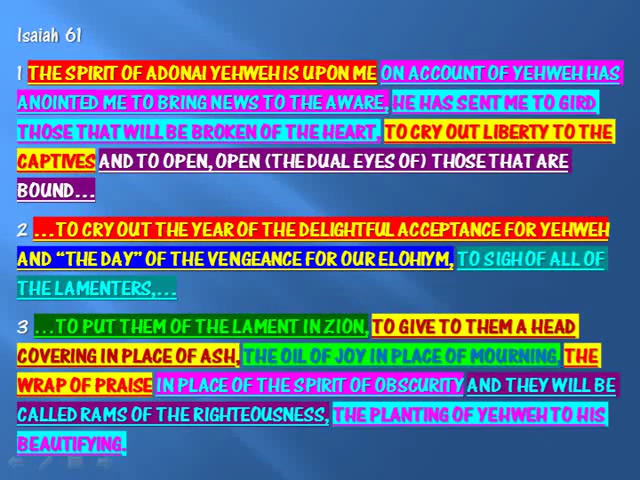 Isaiah 61
1 THE SPIRIT OF ADONAI YEHWEH IS UPON ME ON ACCOUNT OF YEHWEH HAS
ANOINTED ME TO BRING NEWS TO THE AWARE, HE HAS SENT ME TO GIRD
THOSE THAT WILL BE BROKEN OF THE HEART, TO CRY OUT LIBERTY TO THE
CAPTIVES AND TO OPEN, OPEN (THE DUAL EYES OF) THOSE THAT ARE
BOUND...
2 ...TO CRY OUT THE YEAR OF THE DELIGHTFUL ACCEPTANCE FOR YEHWEH
AND “THE DAY” OF THE VENGEANCE FOR OUR ELOHIYM, TO SIGH OF ALL OF
THE LAMENTERS,...
3 ...TO PUT THEM OF THE LAMENT IN ZION, TO GIVE TO THEM A HEAD
COVERING IN PLACE OF ASH, THE OIL OF JOY IN PLACE OF MOURNING, THE
WRAP OF PRAISE IN PLACE OF THE SPIRIT OF OBSCURITY AND THEY WILL BE
CALLED RAMS OF THE RIGHTEOUSNESS, THE PLANTING OF YEHWEH TO HIS
BEAUTIFYING.